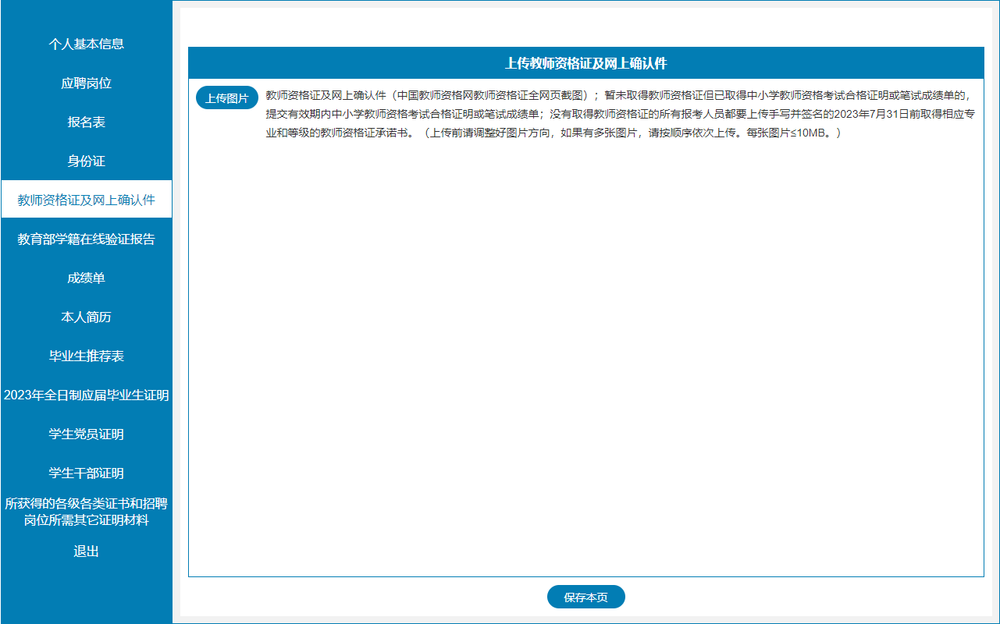 个人基本信息
应聘岗位
报名表
身份证
教师资格证及网上确认件
教育部学籍在线验证报告
成绩单
本人简历
毕业生推荐表
2023年全日制应届毕业生证明
学生党员证明
学生干部证明
所获得的各级各类证书和招聘
岗位所需其它证明材料
退出
上传教师资格证及网上确认件
上传图片
教师资格证及网上确认件（中国教师资格网教师资格证全网页截图）；暂未取得教师资格证但已取得中小学教师资格考试合格证明或笔试成绩单的，
提交有效期内中小学教师资格考试合格证明或笔试成绩单；没有取得教师资格证的所有报考人员都要上传手写并签名的2023年7月31日前取得相应专
业和等级的教师资格证承诺书。（上传前请调整好图片方向，如果有多张图片，请按顺序依次上传。每张图片≤10MB。）
保存本页